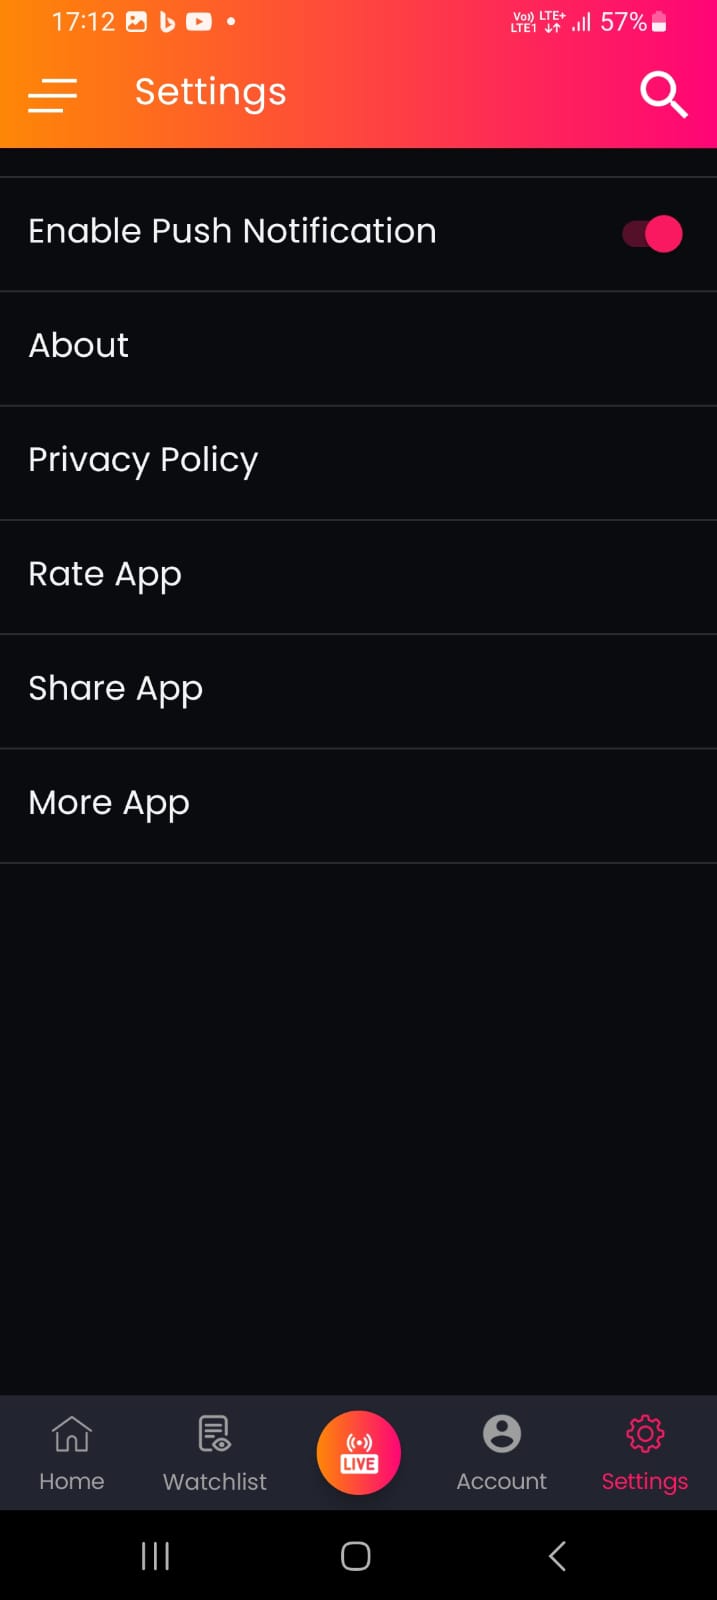 17:12
Vo)) LTE+
LTE1
57%
Settings
Enable Push Notification
About
Privacy Policy
Rate App
Share App
More App
LIVE
Home
Watchlist
Account
Settings